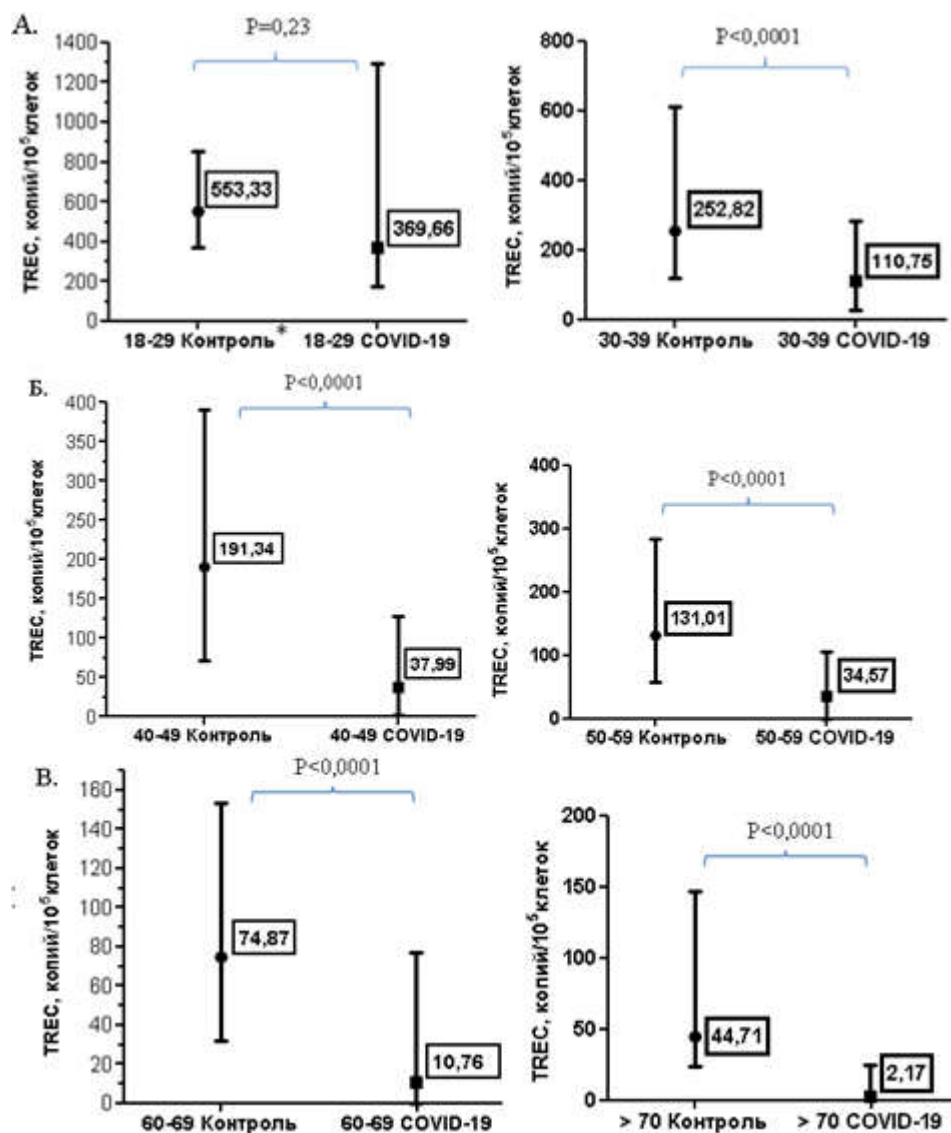 А.
P=0,23
TREC, копий/10⁵клеток
1400
1200
1000
800
600
400
200
0
553,33
369,66
18-29 Контроль * 18-29 COVID-19
P<0,0001
TREC, копий/10⁵клеток
800
600
400
200
0
252,82
110,75
30-39 Контроль 30-39 COVID-19
Б.
P<0,0001
TREC, копий/10⁵клеток
400
350
300
250
200
150
100
50
0
191,34
37,99
40-49 Контроль 40-49 COVID-19
P<0,0001
TREC, копий/10⁵клеток
400
300
200
100
0
131,01
34,57
50-59 Контроль 50-59 COVID-19
В.
P<0,0001
TREC, копий/10⁵клеток
160
140
120
100
80
60
40
20
0
74,87
10,76
60-69 Контроль 60-69 COVID-19
P<0,0001
TREC, копий/10⁵клеток
200
150
100
50
0
44,71
2,17
> 70 Контроль > 70 COVID-19